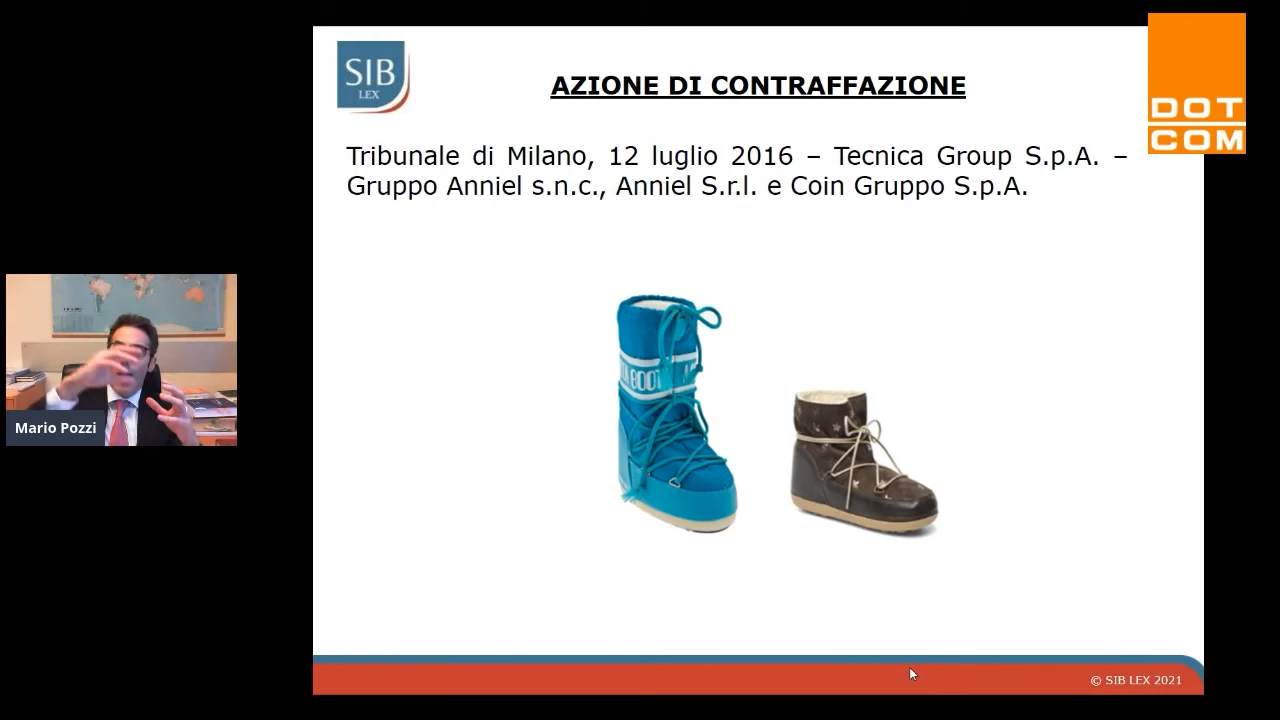 SIB
LEX
AZIONE DI CONTRAFFAZIONE
DOT
COM
Tribunale di Milano, 12 luglio 2016 – Tecnica Group S.p.A. –
Gruppo Anniel s.n.c., Anniel S.r.l. e Coin Gruppo S.p.A.
BOOT
Mario Pozzi
© SIB LEX 2021